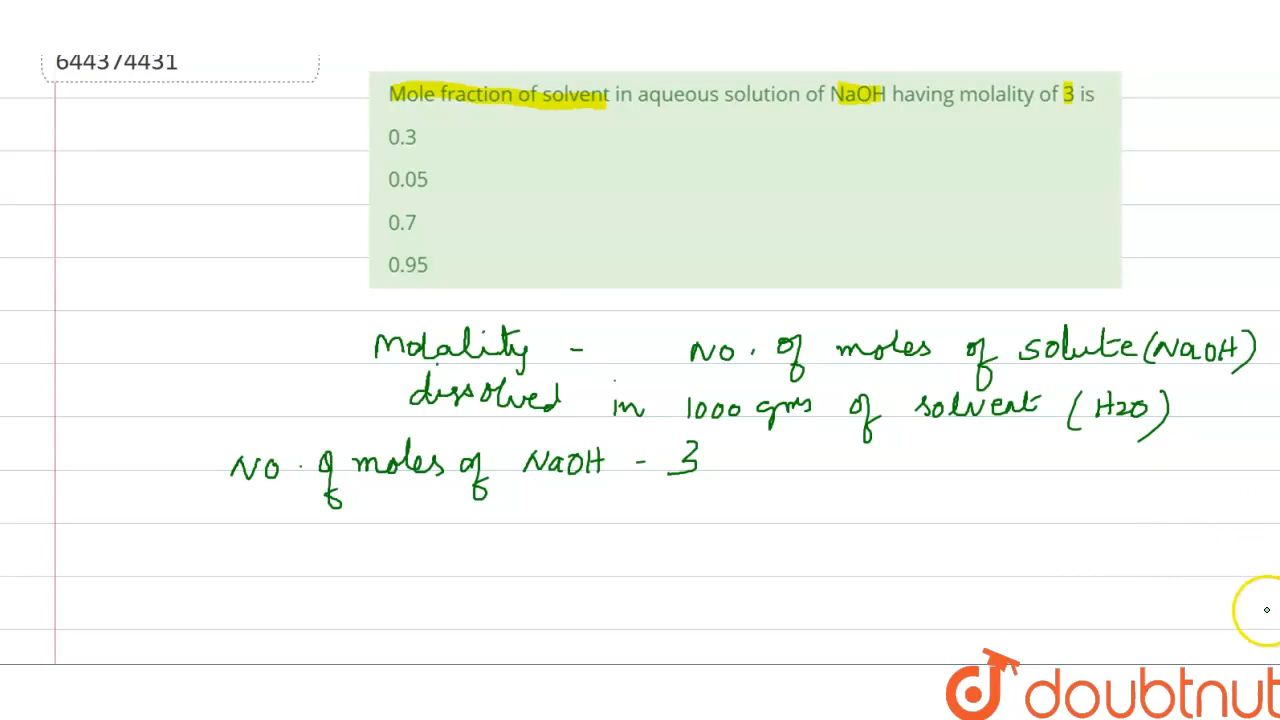 644374431
Mole fraction of solvent in aqueous solution of NaOH having molality of 3 is
0.3
0.05
0.7
0.95
Molality - No. of moles of solute (NaOH)
dissolved in 1000 gms of solvent (H2O)
No. of moles of NaOH - 3
doubtnut